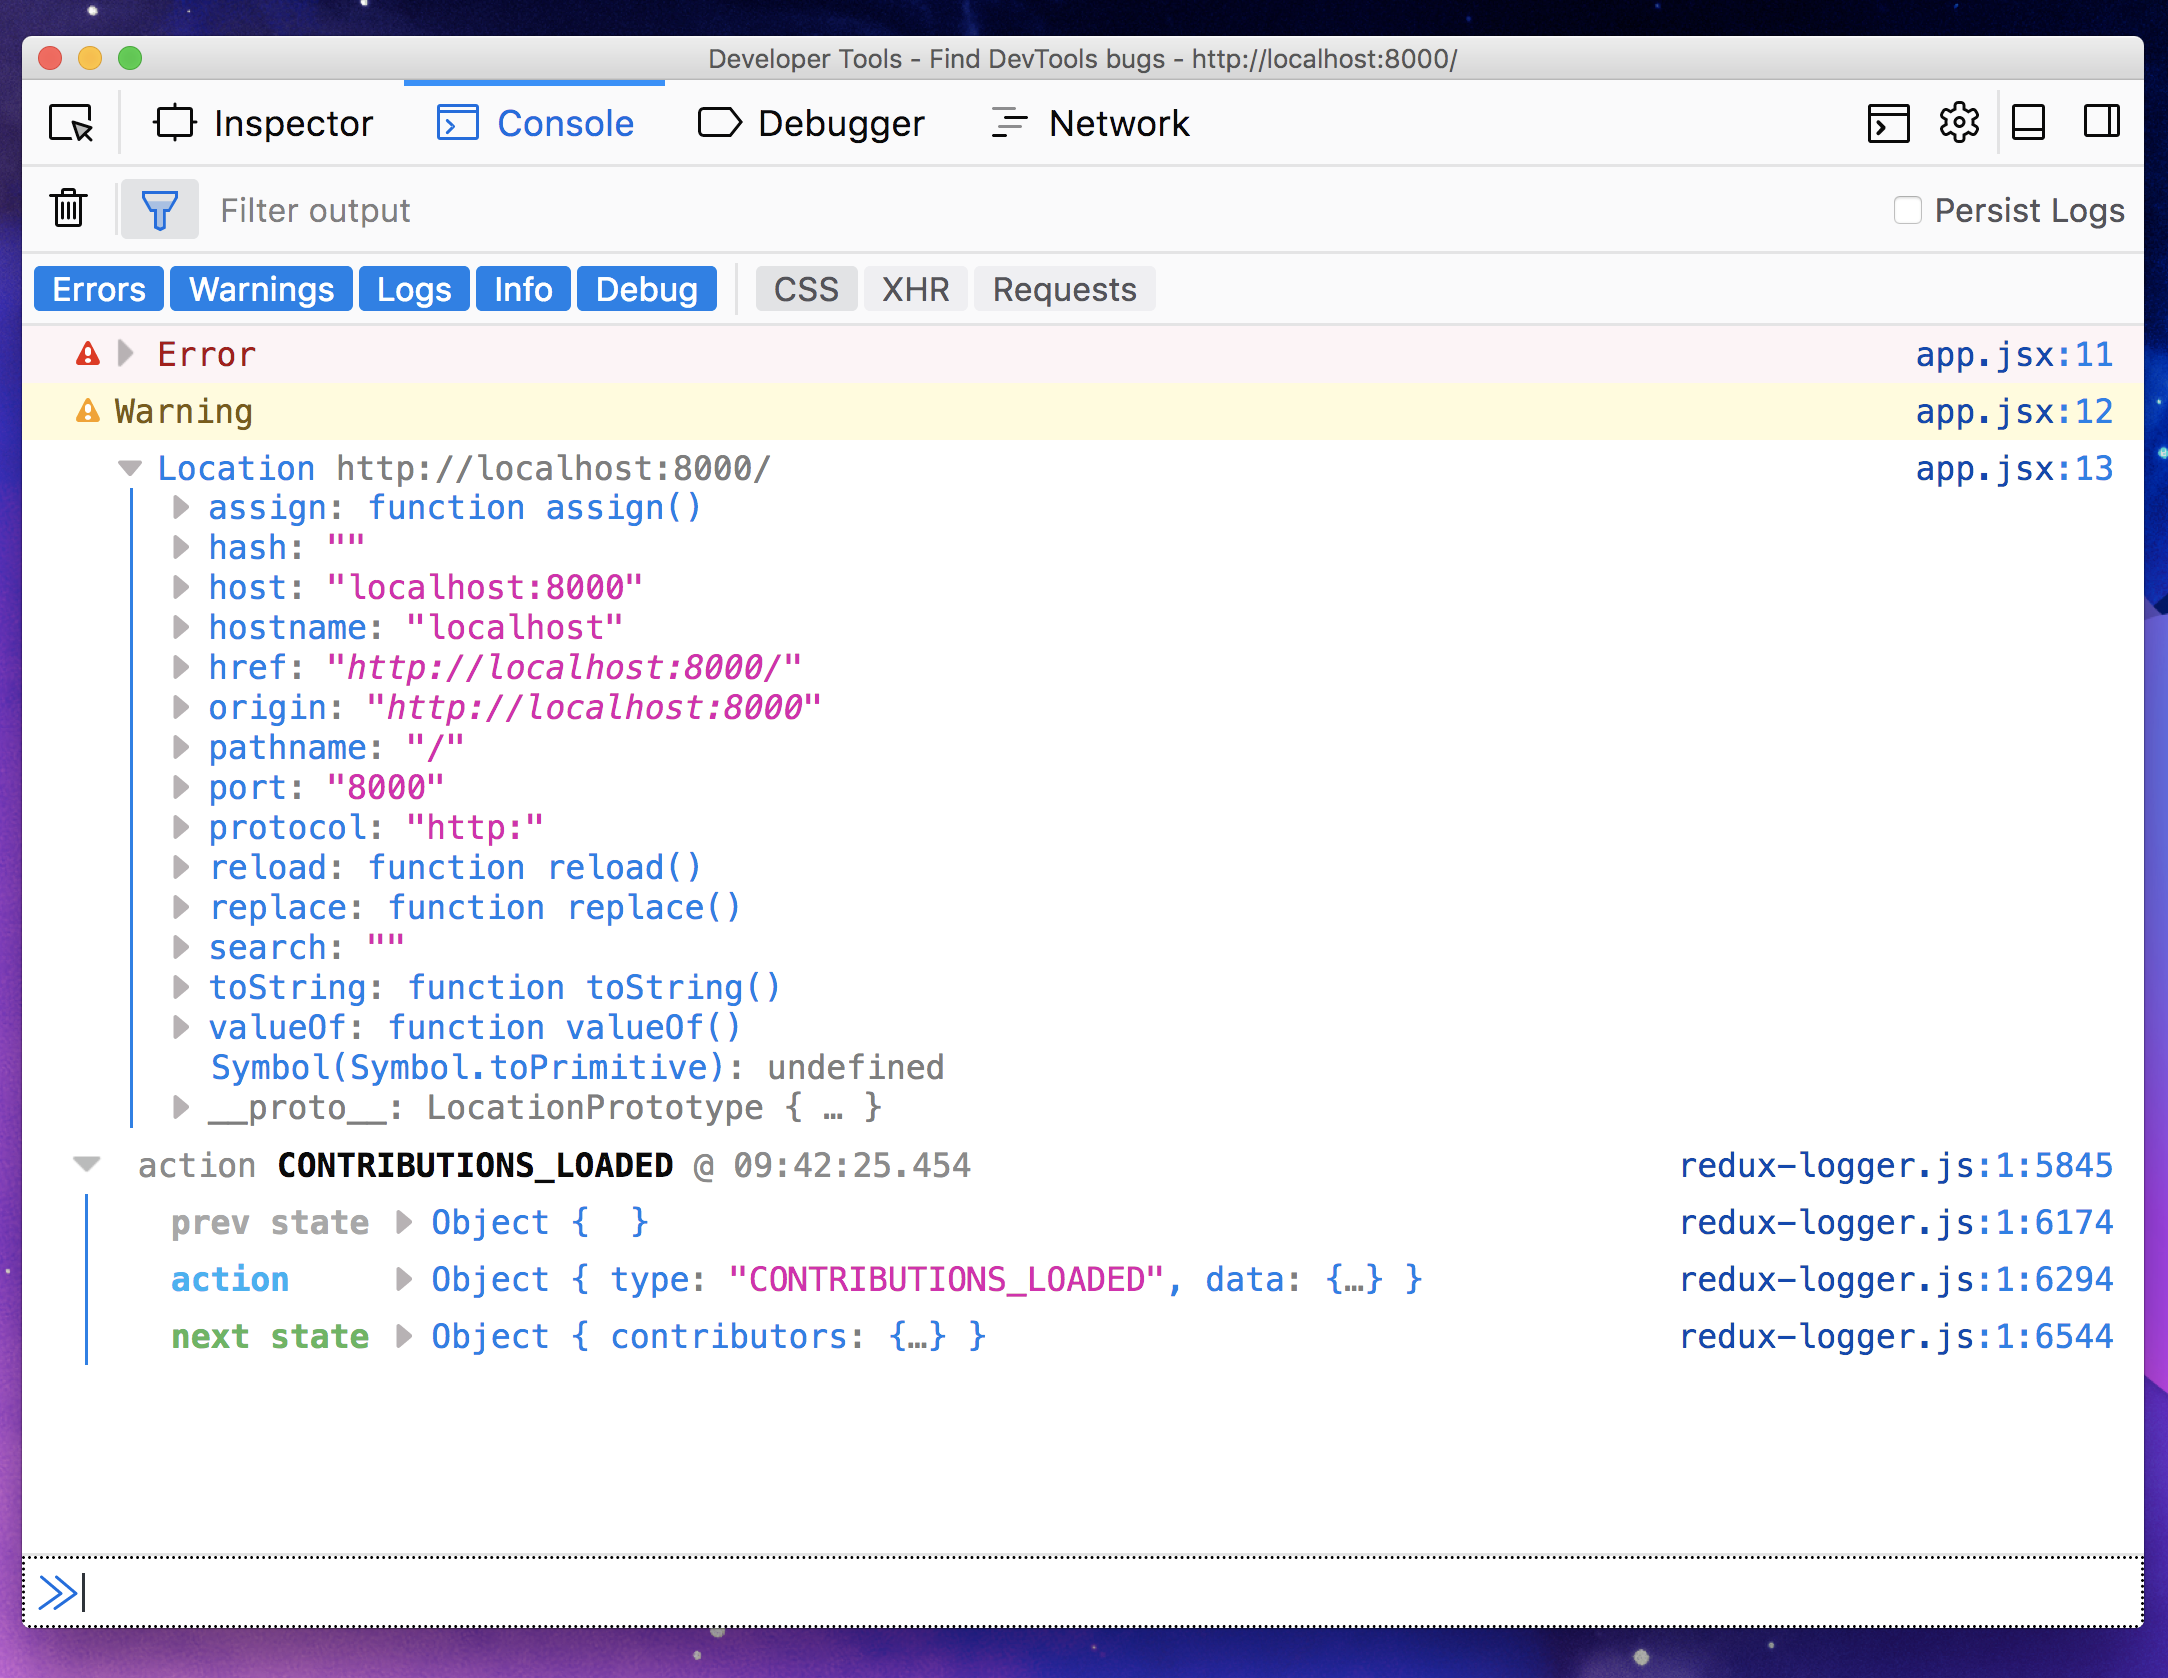 Developer Tools - Find DevTools bugs - http://localhost:8000/
Inspector Console Debugger Network
Filter output Persist Logs
Errors Warnings Logs Info Debug CSS XHR Requests
Error app.jsx:11
Warning app.jsx:12
Location http://localhost:8000/ app.jsx:13
assign: function assign()
hash: ""
host: "localhost:8000"
hostname: "localhost"
href: "http://localhost:8000/"
origin: "http://localhost:8000"
pathname: "/"
port: "8000"
protocol: "http:"
reload: function reload()
replace: function replace()
search: ""
toString: function toString()
valueOf: function valueOf()
Symbol(Symbol.toPrimitive): undefined
__proto__: LocationPrototype { … }
action CONTRIBUTIONS_LOADED @ 09:42:25.454 redux-logger.js:1:5845
prev state Object {  } redux-logger.js:1:6174
action Object { type: "CONTRIBUTIONS_LOADED", data: {…} } redux-logger.js:1:6294
next state Object { contributors: {…} } redux-logger.js:1:6544